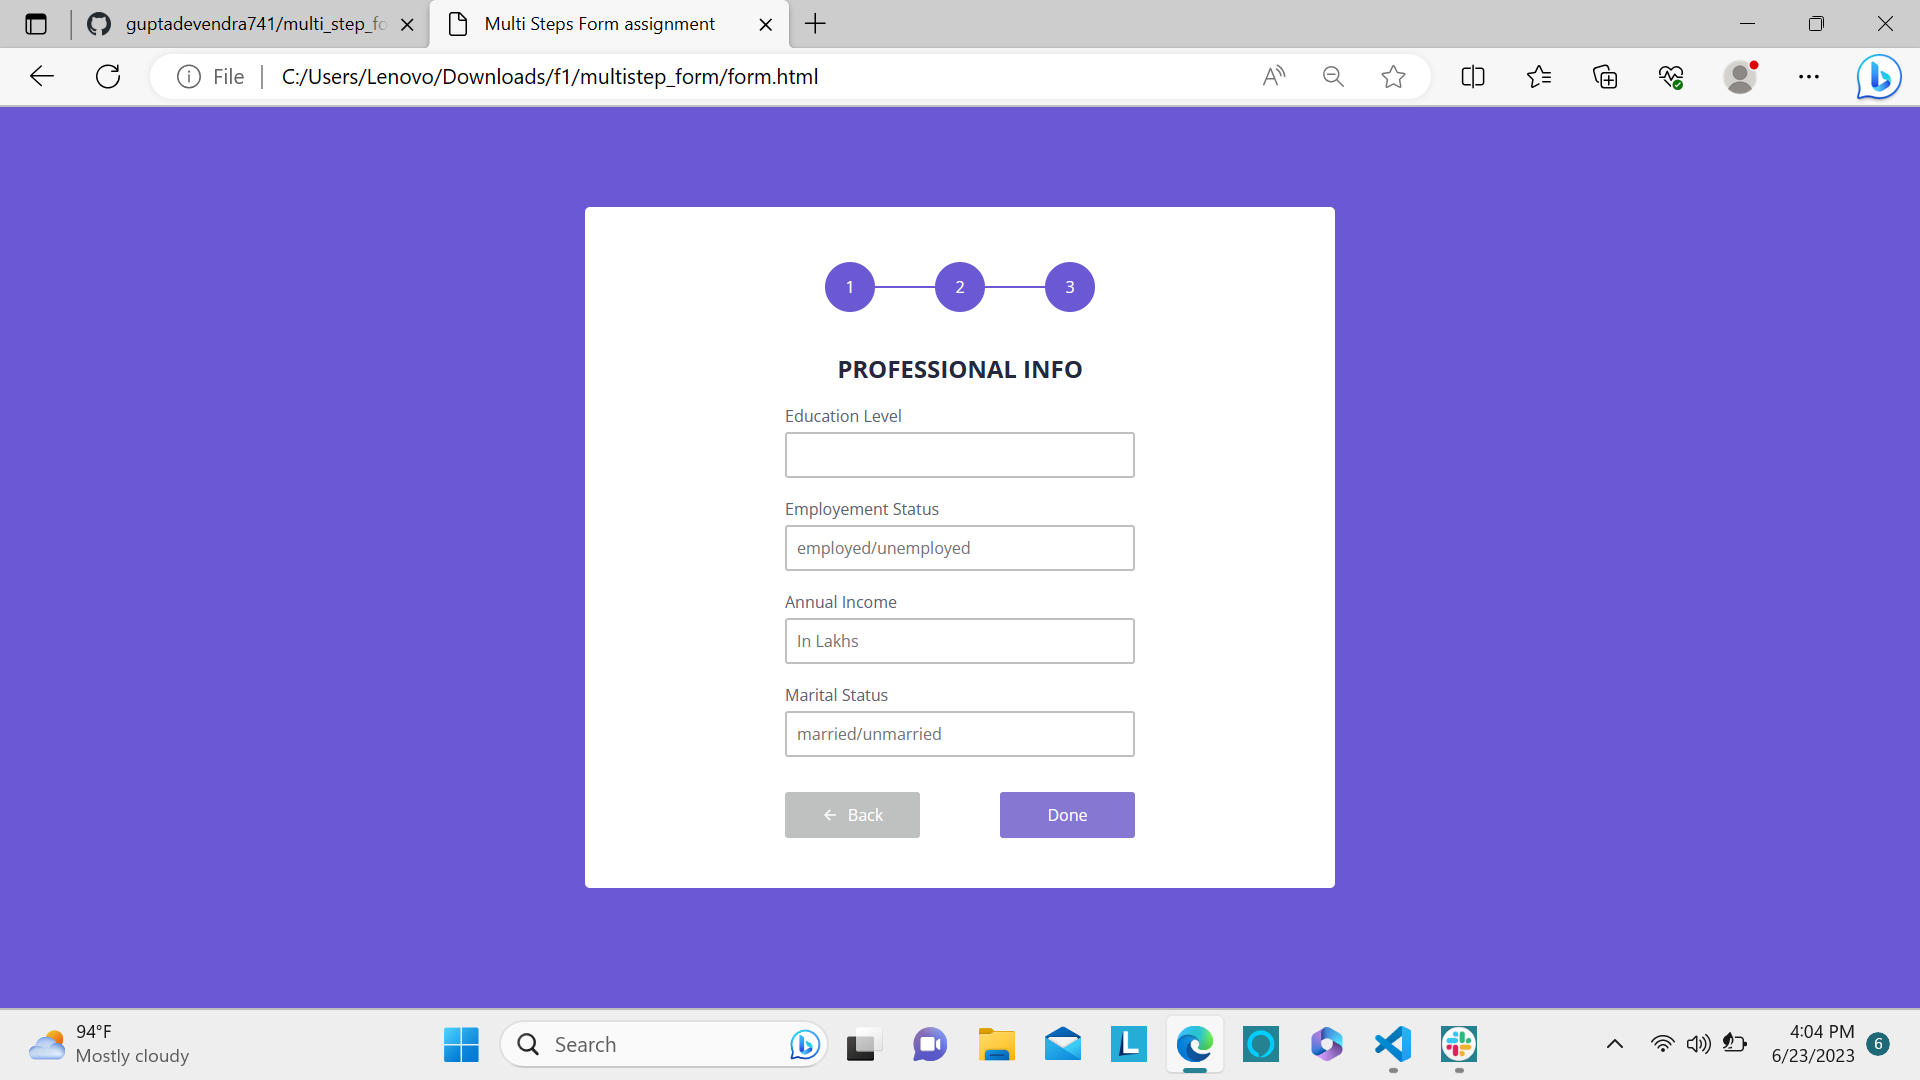 guptadevendra741/multi_step_fo
Multi Steps Form assignment
File
C:/Users/Lenovo/Downloads/f1/multistep_form/form.html
1
2
3
PROFESSIONAL INFO
Education Level
Employement Status
employed/unemployed
Annual Income
In Lakhs
Marital Status
married/unmarried
Back
Done
94°F
Mostly cloudy
Search
L
4:04 PM
6/23/2023
6